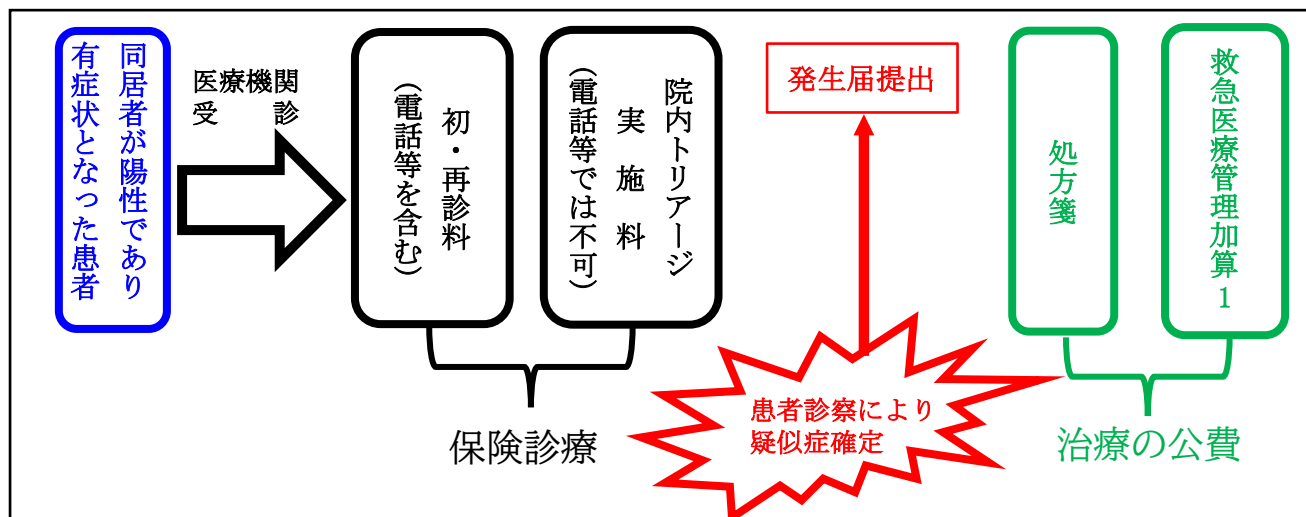 同居者が陽性であり
有症状となった患者
医療機関
受診
初・再診料
(電話等を含む)
院内トリアージ
実施料
(電話等では不可)
保険診療
発生届提出
患者診察により
疑似症確定
処方箋
救急医療管理加算1
治療の公費